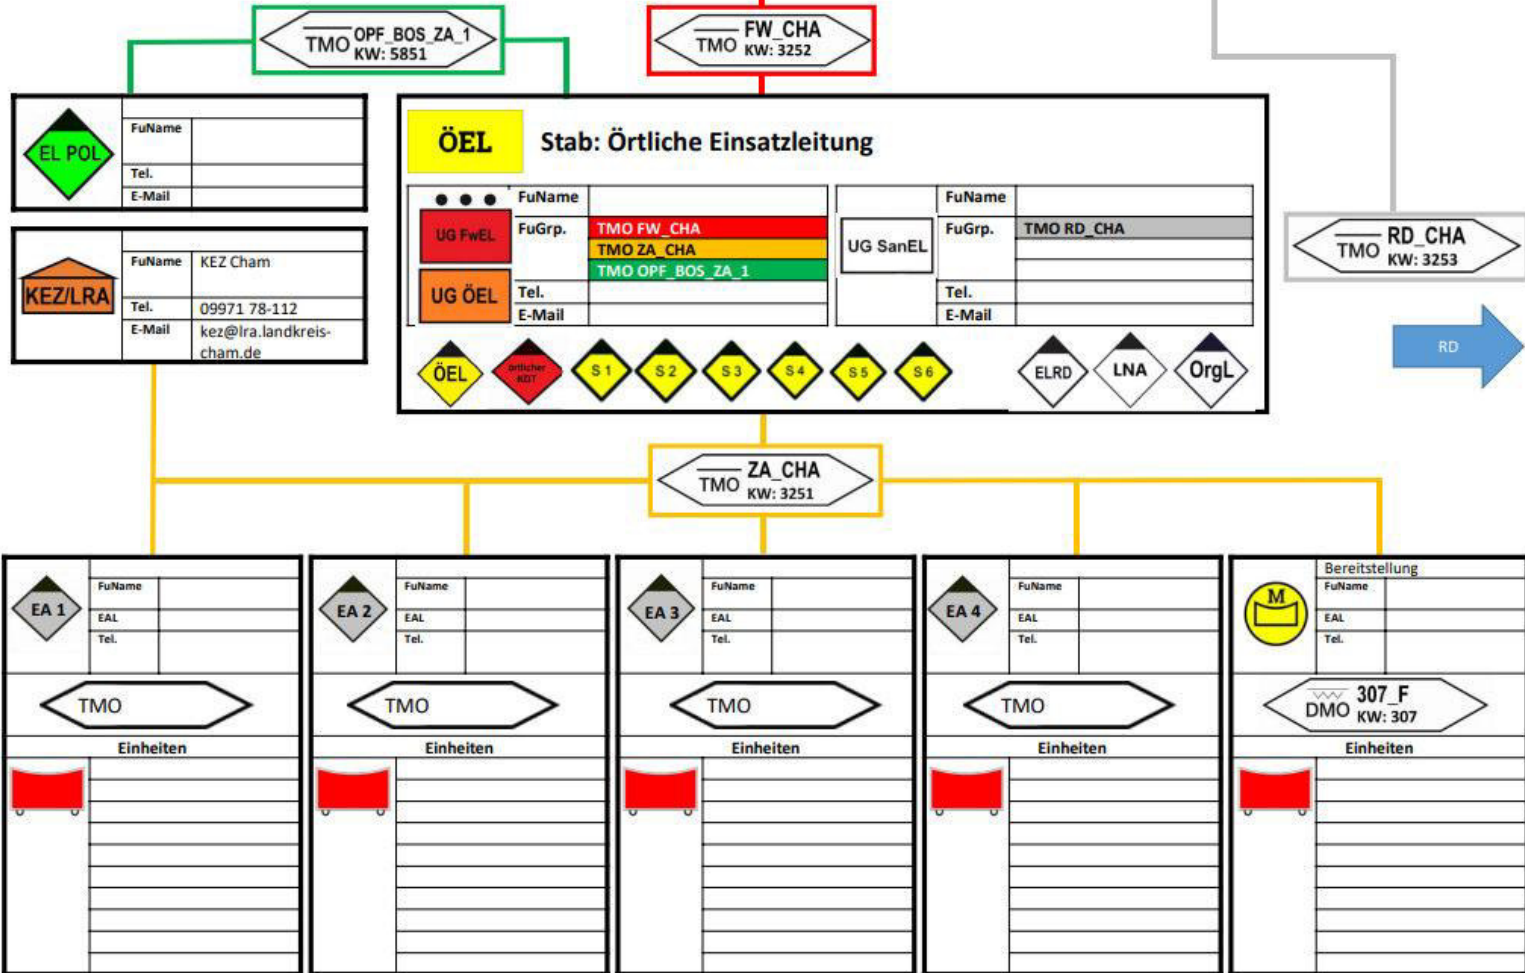 TMO OPF_BOS_ZA_1
KW: 5851
TMO FW_CHA
KW: 3252
EL POL
FuName
Tel.
E-Mail
ÖEL
Stab: Örtliche Einsatzleitung
UG FwEL
FuName
FuGrp.
TMO FW_CHA
TMO ZA_CHA
TMO OPF_BOS_ZA_1
UG ÖEL
Tel.
E-Mail
UG SanEL
FuName
FuGrp.
TMO RD_CHA
Tel.
E-Mail
TMO RD_CHA
KW: 3253
KEZ/LRA
FuName KEZ Cham
Tel. 09971 78-112
E-Mail kez@lra.landkreis-
cham.de
RD
ÖEL
örtlicher
KDT
S 1
S 2
S 3
S 4
S 5
S 6
ELRD
LNA
OrgL
TMO ZA_CHA
KW: 3251
EA 1
FuName
EAL
Tel.
TMO
Einheiten
EA 2
FuName
EAL
Tel.
TMO
Einheiten
EA 3
FuName
EAL
Tel.
TMO
Einheiten
EA 4
FuName
EAL
Tel.
TMO
Einheiten
M
Bereitstellung
FuName
EAL
Tel.
DMO 307_F
KW: 307
Einheiten